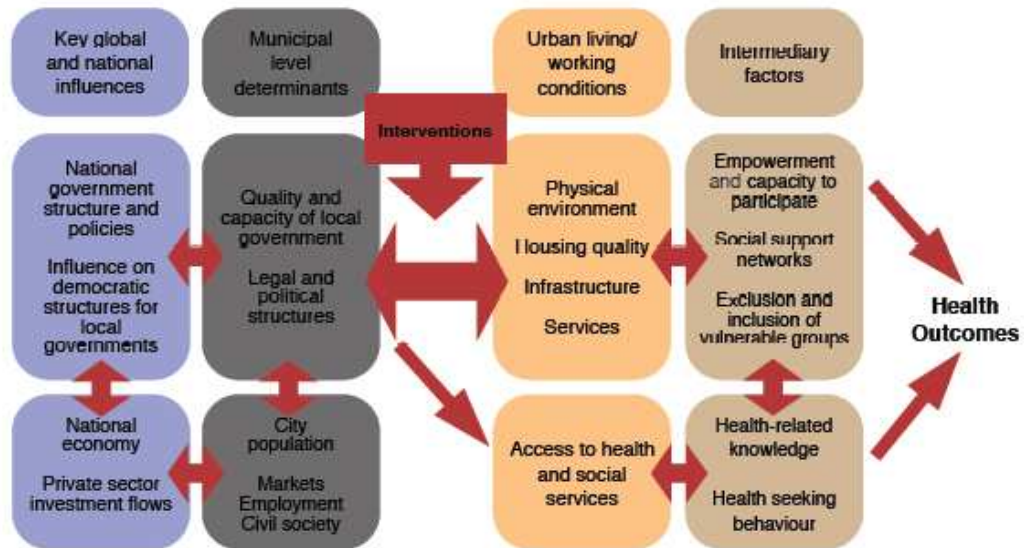 Key global
and national
influences
Municipal
level
determinants
Urban living/
working
conditions
Intermediary
factors
Interventions
National
government
structure and
policies
Influence on
democratic
structures for
local
governments
Quality and
capacity of local
government
Legal and
political
structures
Physical
environment
Housing quality
Infrastructure
Services
Empowerment
and capacity to
participate
Social support
networks
Exclusion and
inclusion of
vulnerable groups
Health
Outcomes
National
economy
Private sector
investment flows
City
population
Markets
Employment
Civil society
Access to health
and social
services
Health-related
knowledge
Health seeking
behaviour